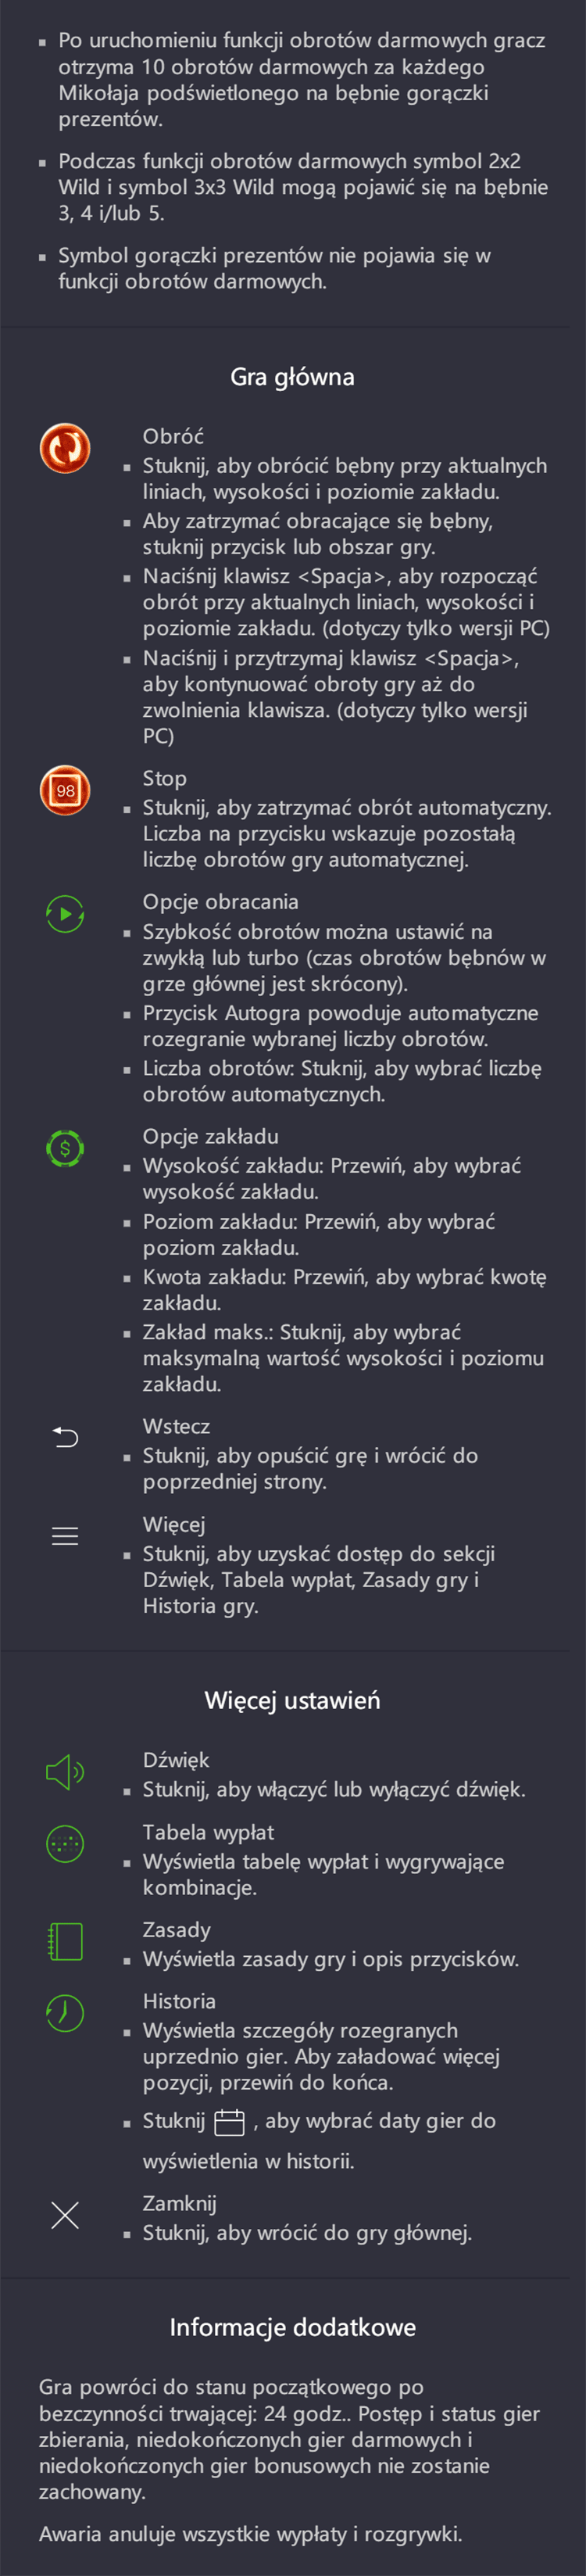 Po uruchomieniu funkcji obrotów darmowych gracz
otrzyma 10 obrotów darmowych za każdego
Mikołaja podświetlonego na bębnie gorączki
prezentów.
Podczas funkcji obrotów darmowych symbol 2x2
Wild i symbol 3x3 Wild mogą pojawić się na bębnie
3, 4 i/lub 5.
Symbol gorączki prezentów nie pojawia się w
funkcji obrotów darmowych.
Gra główna
Obróć
Stuknij, aby obrócić bębny przy aktualnych
liniach, wysokości i poziomie zakładu.
Aby zatrzymać obracające się bębny,
stuknij przycisk lub obszar gry.
Naciśnij klawisz <Spacja>, aby rozpocząć
obrót przy aktualnych liniach, wysokości i
poziomie zakładu. (dotyczy tylko wersji PC)
Naciśnij i przytrzymaj klawisz <Spacja>,
aby kontynuować obroty gry aż do
zwolnienia klawisza. (dotyczy tylko wersji
PC)
98
Stop
Stuknij, aby zatrzymać obrót automatyczny.
Liczba na przycisku wskazuje pozostałą
liczbę obrotów gry automatycznej.
Opcje obracania
Szybkość obrotów można ustawić na
zwykłą lub turbo (czas obrotów bębnów w
grze głównej jest skrócony).
Przycisk Autogra powoduje automatyczne
rozegranie wybranej liczby obrotów.
Liczba obrotów: Stuknij, aby wybrać liczbę
obrotów automatycznych.
$
Opcje zakładu
Wysokość zakładu: Przewiń, aby wybrać
wysokość zakładu.
Poziom zakładu: Przewiń, aby wybrać
poziom zakładu.
Kwota zakładu: Przewiń, aby wybrać kwotę
zakładu.
Zakład maks.: Stuknij, aby wybrać
maksymalną wartość wysokości i poziomu
zakładu.
Wstecz
Stuknij, aby opuścić grę i wrócić do
poprzedniej strony.
Więcej
Stuknij, aby uzyskać dostęp do sekcji
Dźwięk, Tabela wypłat, Zasady gry i
Historia gry.
Więcej ustawień
Dźwięk
Stuknij, aby włączyć lub wyłączyć dźwięk.
Tabela wypłat
Wyświetla tabelę wypłat i wygrywające
kombinacje.
Zasady
Wyświetla zasady gry i opis przycisków.
Historia
Wyświetla szczegóły rozegranych
uprzednio gier. Aby załadować więcej
pozycji, przewiń do końca.
Stuknij , aby wybrać daty gier do
wyświetlenia w historii.
Zamknij
Stuknij, aby wrócić do gry głównej.
Informacje dodatkowe
Gra powróci do stanu początkowego po
bezczynności trwającej: 24 godz.. Postęp i status gier
zbierania, niedokończonych gier darmowych i
niedokończonych gier bonusowych nie zostanie
zachowany.
Awaria anuluje wszystkie wypłaty i rozgrywki.